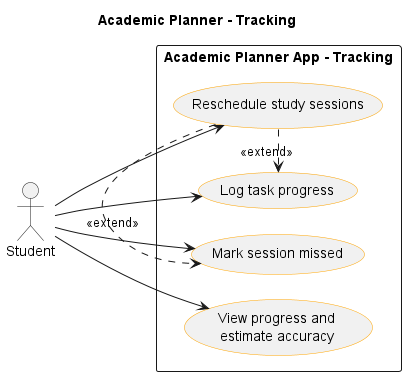 Academic Planner - Tracking
Academic Planner App - Tracking
Reschedule study sessions
«extend»
Log task progress
«extend»
Student
Mark session missed
View progress and
estimate accuracy